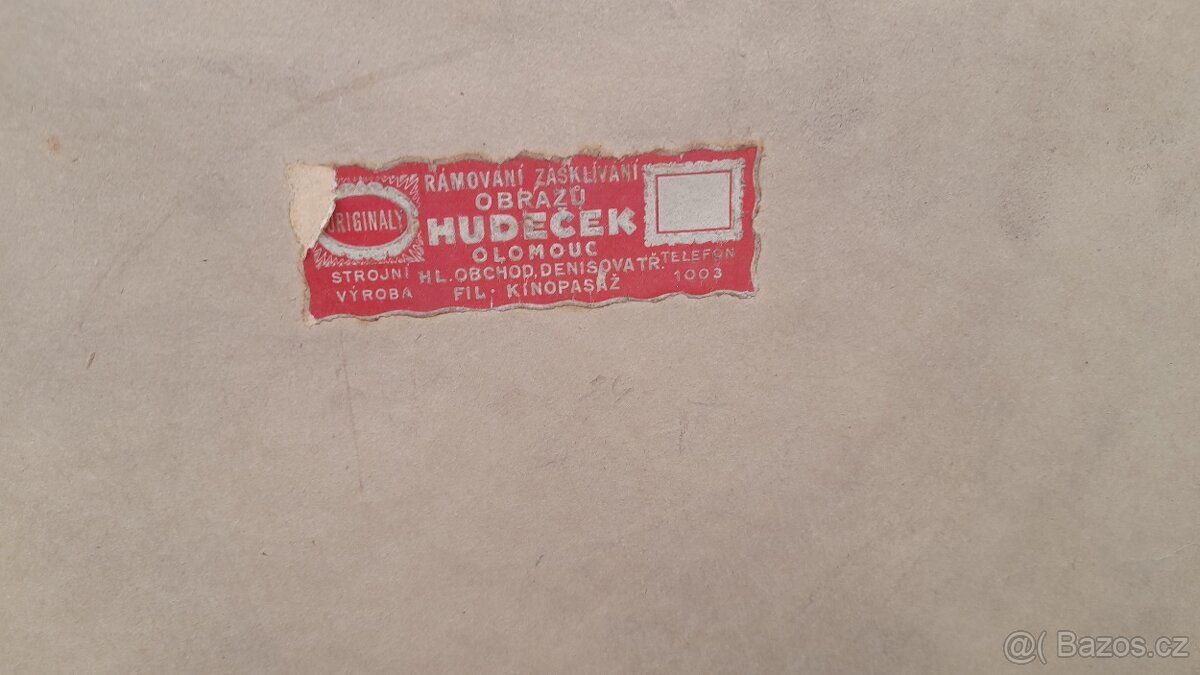 ORIGINALY
STROJNÍ
VÝROBA
RÁMOVÁNÍ ZASKLÍVÁNÍ
OBRAZŮ
HUDEČEK
OLOMOUC
HL. OBCHOD, DENISOVA TŘ.
FIL. KINOPASÁŽ
TELEFON
1003
@( Bazos.cz